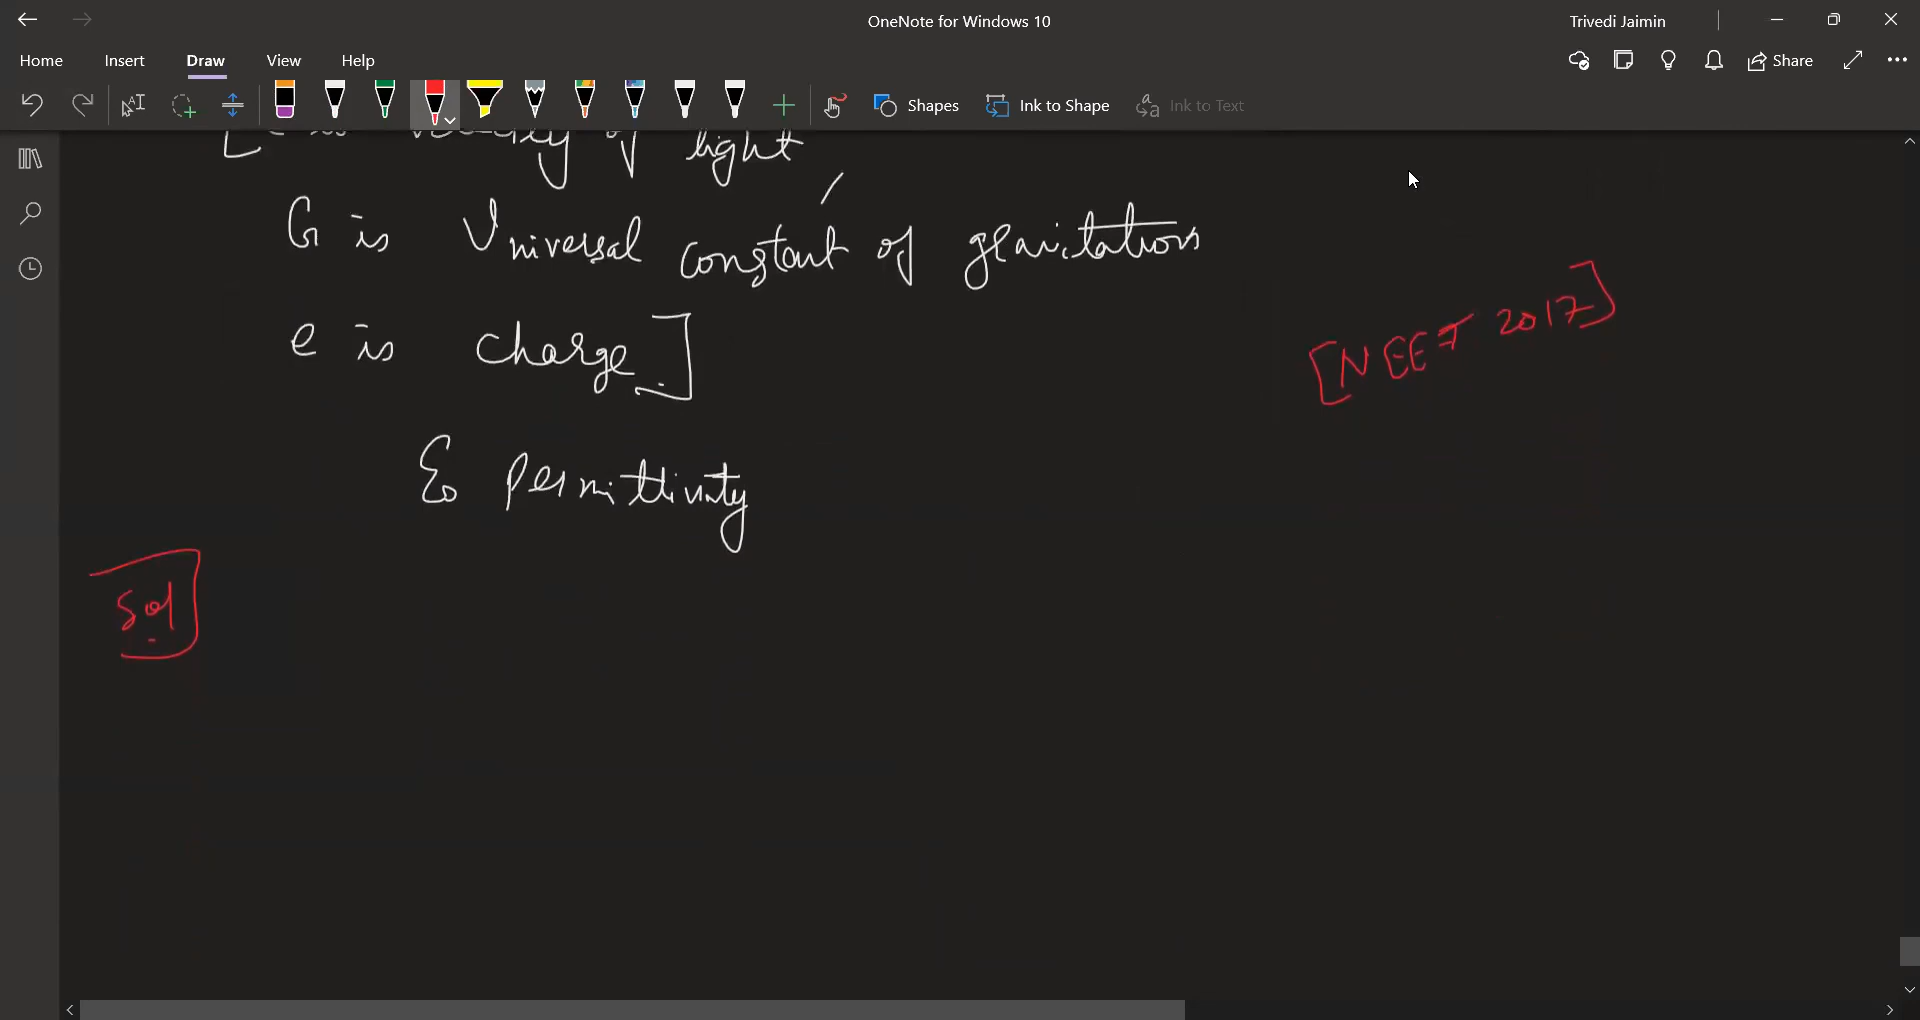 OneNote for Windows 10
Trivedi Jaimin
Home Insert Draw View Help
Share
Shapes Ink to Shape Ink to Text
of light,
G is Universal constant of gravitation
e is charge.]
[NEET 2017]
ε₀ Permittivity
Sol